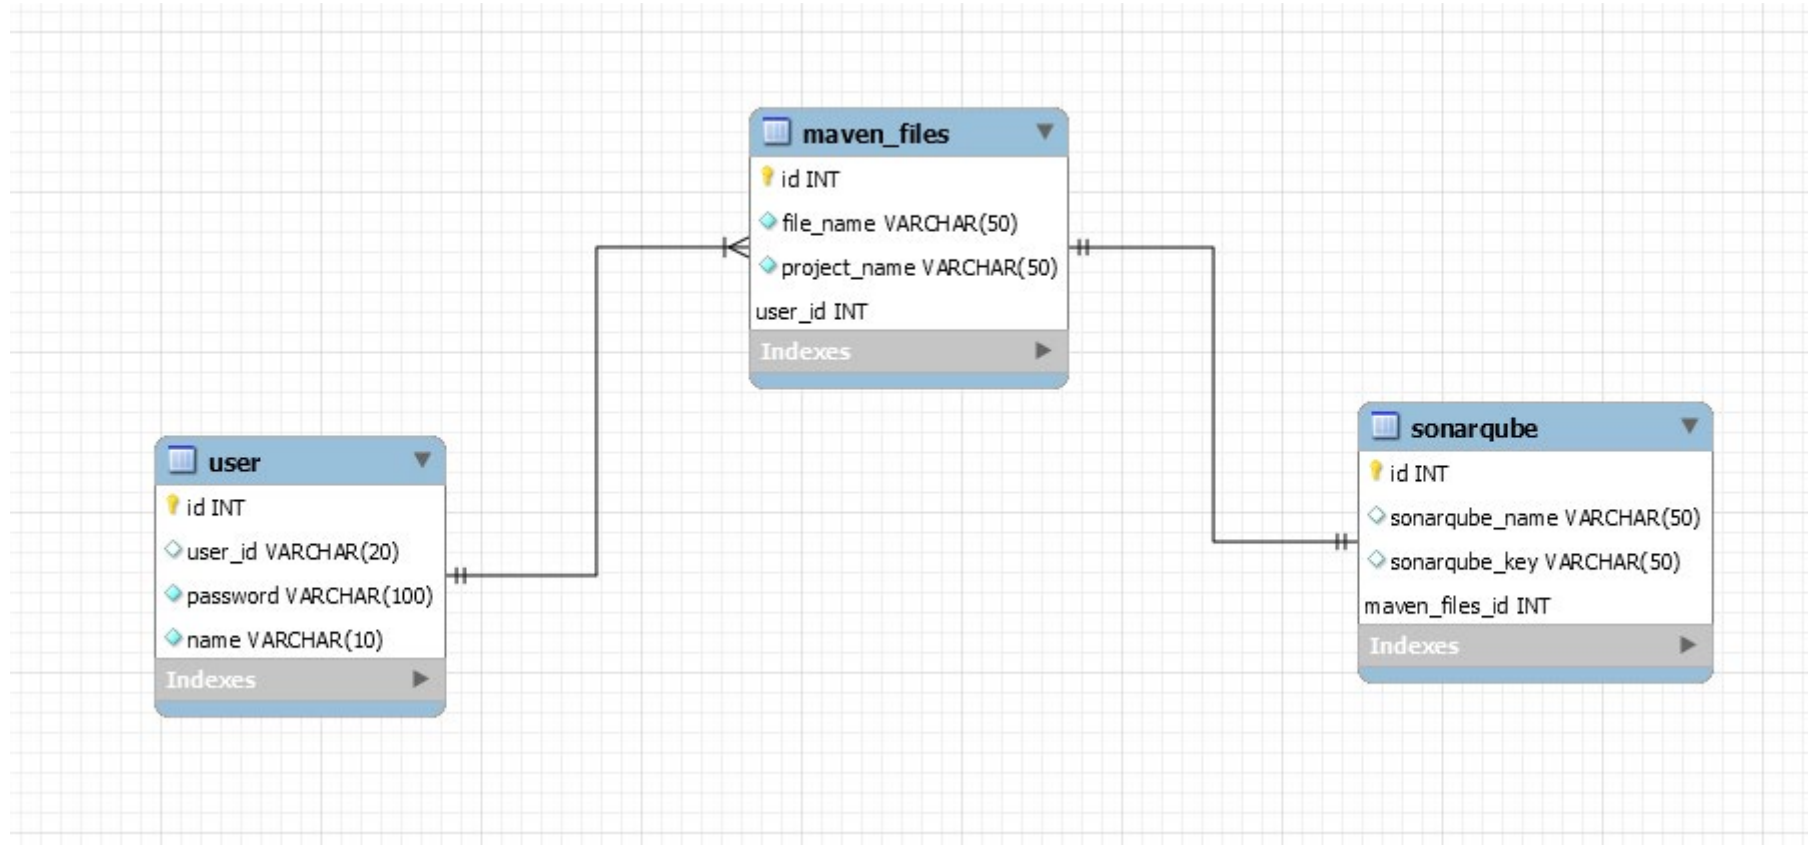 maven_files
id INT
file_name VARCHAR(50)
project_name VARCHAR(50)
user_id INT
Indexes
user
id INT
user_id VARCHAR(20)
password VARCHAR(100)
name VARCHAR(10)
Indexes
sonarqube
id INT
sonarqube_name VARCHAR(50)
sonarqube_key VARCHAR(50)
maven_files_id INT
Indexes